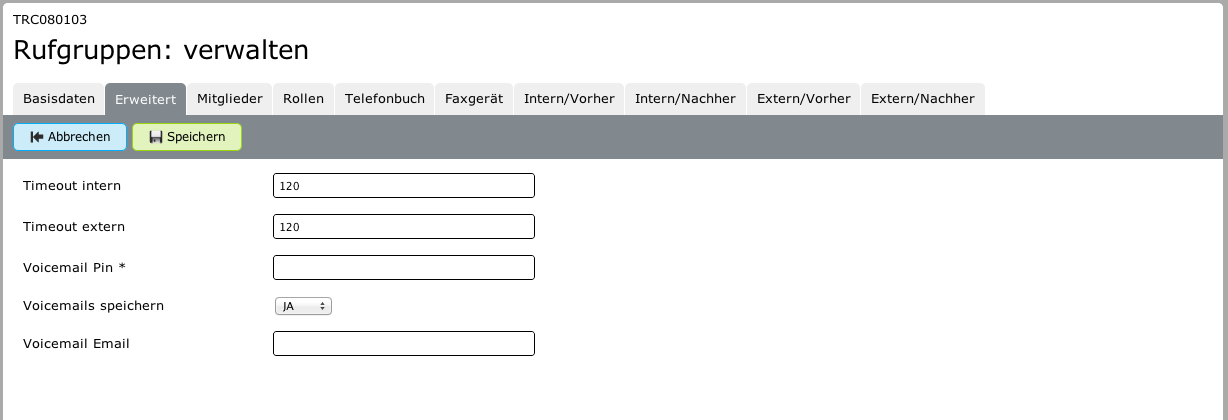 TRC080103
Rufgruppen: verwalten
Basisdaten Erweitert Mitglieder Rollen Telefonbuch Faxgerät Intern/Vorher Intern/Nachher Extern/Vorher Extern/Nachher
Abbrechen Speichern
Timeout intern 120
Timeout extern 120
Voicemail Pin *
Voicemails speichern JA
Voicemail Email